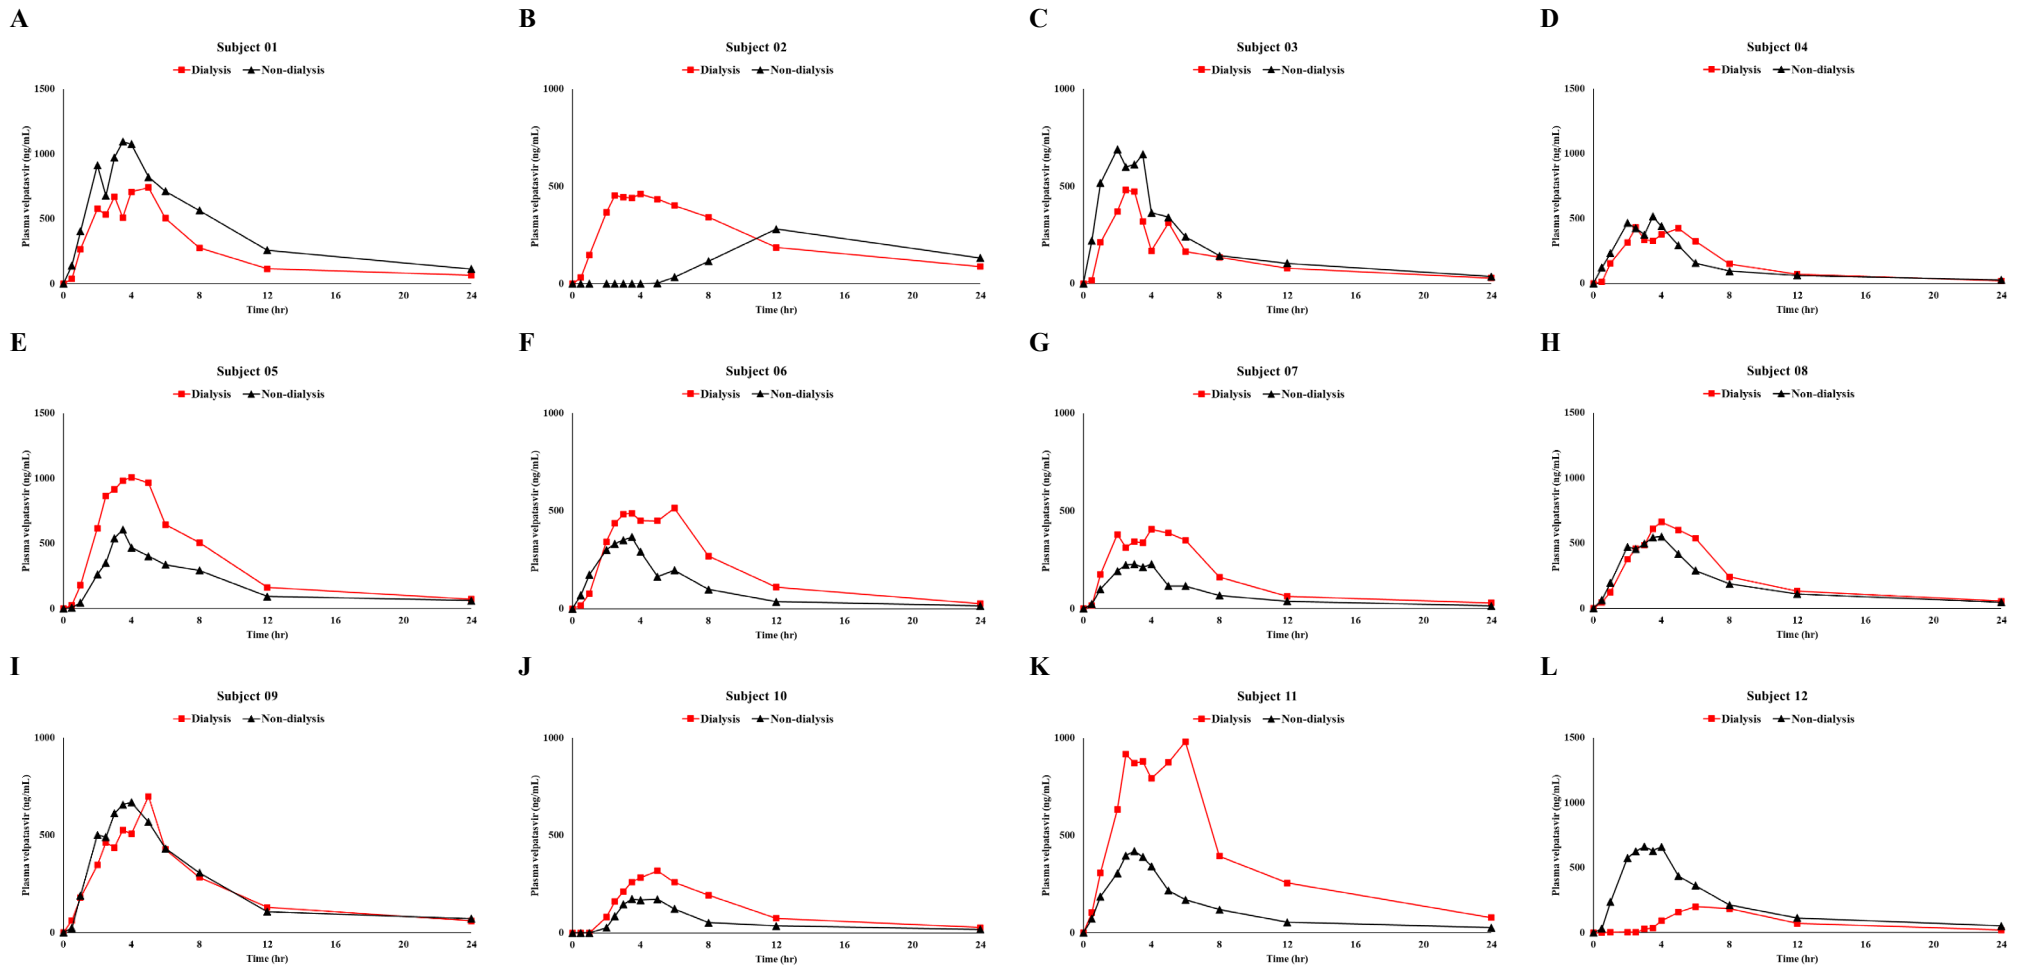 A
Subject 01
Dialysis Non-dialysis
Plasma velpatasvir (ng/mL)
1500
1000
500
0
0 4 8 12 16 20 24
Time (hr)
B
Subject 02
Dialysis Non-dialysis
Plasma velpatasvir (ng/mL)
1000
500
0
0 4 8 12 16 20 24
Time (hr)
C
Subject 03
Dialysis Non-dialysis
Plasma velpatasvir (ng/mL)
1000
500
0
0 4 8 12 16 20 24
Time (hr)
D
Subject 04
Dialysis Non-dialysis
Plasma velpatasvir (ng/mL)
1500
1000
500
0
0 4 8 12 16 20 24
Time (hr)
E
Subject 05
Dialysis Non-dialysis
Plasma velpatasvir (ng/mL)
1500
1000
500
0
0 4 8 12 16 20 24
Time (hr)
F
Subject 06
Dialysis Non-dialysis
Plasma velpatasvir (ng/mL)
1000
500
0
0 4 8 12 16 20 24
Time (hr)
G
Subject 07
Dialysis Non-dialysis
Plasma velpatasvir (ng/mL)
1000
500
0
0 4 8 12 16 20 24
Time (hr)
H
Subject 08
Dialysis Non-dialysis
Plasma velpatasvir (ng/mL)
1500
1000
500
0
0 4 8 12 16 20 24
Time (hr)
I
Subject 09
Dialysis Non-dialysis
Plasma velpatasvir (ng/mL)
1000
500
0
0 4 8 12 16 20 24
Time (hr)
J
Subject 10
Dialysis Non-dialysis
Plasma velpatasvir (ng/mL)
1000
500
0
0 4 8 12 16 20 24
Time (hr)
K
Subject 11
Dialysis Non-dialysis
Plasma velpatasvir (ng/mL)
1000
500
0
0 4 8 12 16 20 24
Time (hr)
L
Subject 12
Dialysis Non-dialysis
Plasma velpatasvir (ng/mL)
1500
1000
500
0
0 4 8 12 16 20 24
Time (hr)